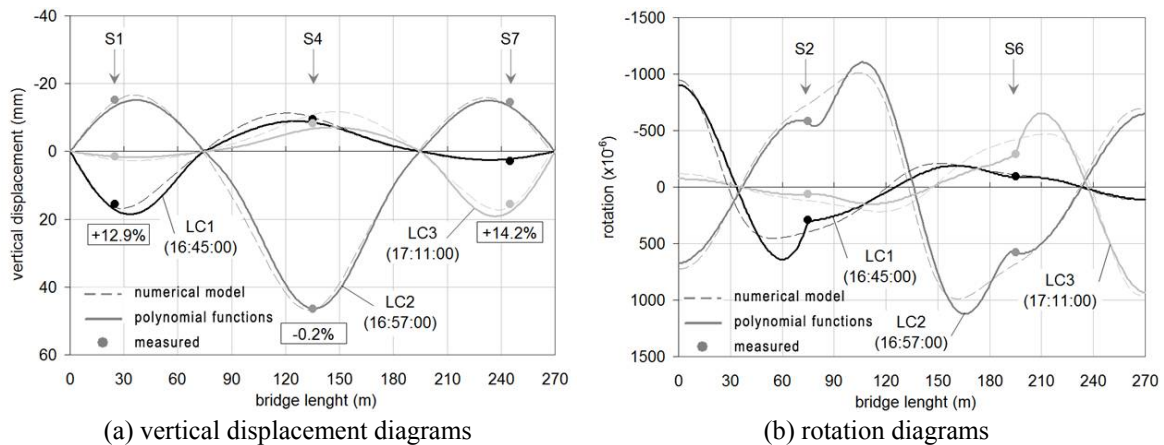 -40
-20
0
20
40
60
vertical displacement (mm)
S1
S4
S7
+12.9%
LC1
(16:45:00)
LC3
(17:11:00)
+14.2%
LC2
(16:57:00)
-0.2%
numerical model
polynomial functions
measured
0 30 60 90 120 150 180 210 240 270
bridge lenght (m)
(a) vertical displacement diagrams
-1500
-1000
-500
0
500
1000
1500
rotation (x10⁻⁶)
S2
S6
LC1
(16:45:00)
LC3
(17:11:00)
LC2
(16:57:00)
numerical model
polynomial functions
measured
0 30 60 90 120 150 180 210 240 270
bridge lenght (m)
(b) rotation diagrams